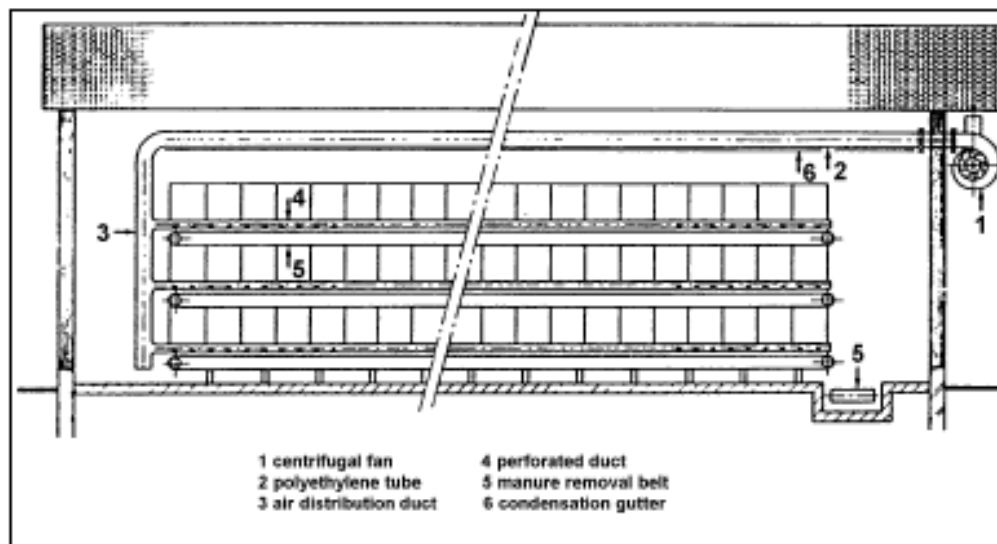 6
2
1
4
3
5
5
1 centrifugal fan
2 polyethylene tube
3 air distribution duct
4 perforated duct
5 manure removal belt
6 condensation gutter